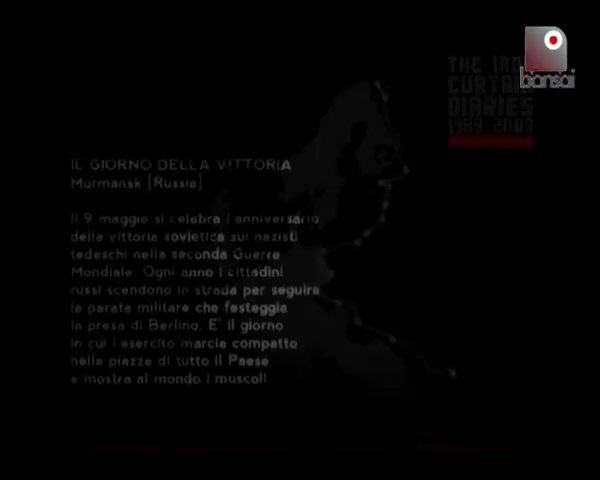 bansai
THE IRON
CURTAIN
DIARIES
1989-2009
IL GIORNO DELLA VITTORIA
Murmansk [Russia]
Il 9 maggio si celebra l anniversario
della vittoria sovietica sui nazisti
tedeschi nella seconda Guerra
Mondiale. Ogni anno i cittadini
russi scendono in strada per seguire
la parata militare che festeggia
la presa di Berlino. E' il giorno
in cui l esercito marcia compatto
nelle piazze di tutto il Paese
e mostra al mondo i muscoli